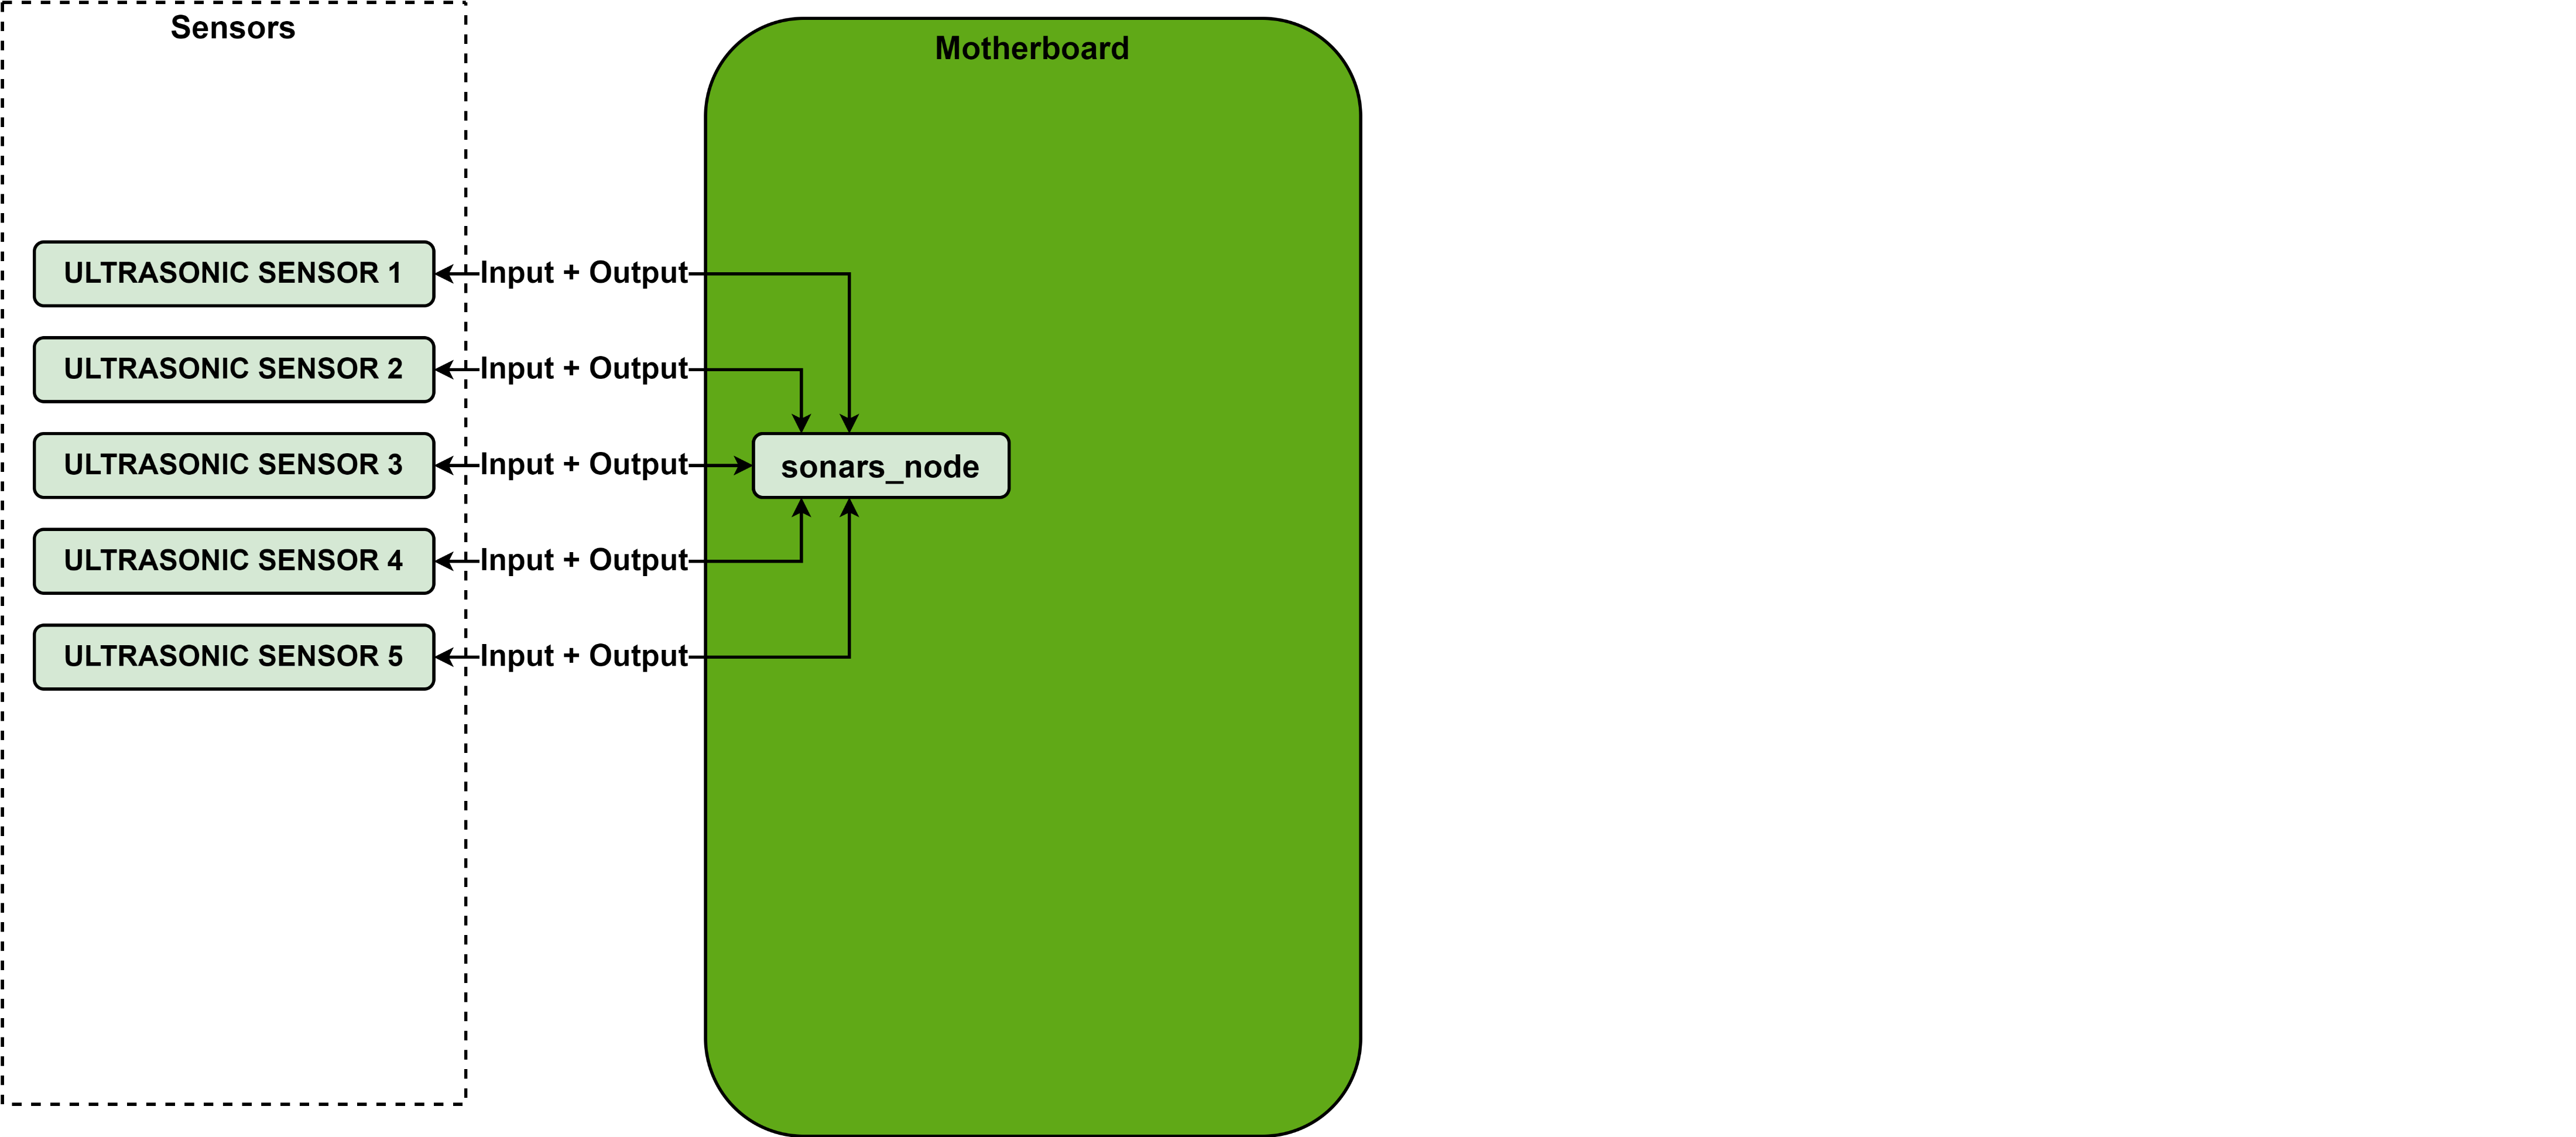 Sensors
Motherboard
ULTRASONIC SENSOR 1
Input + Output
ULTRASONIC SENSOR 2
Input + Output
ULTRASONIC SENSOR 3
Input + Output
sonars_node
ULTRASONIC SENSOR 4
Input + Output
ULTRASONIC SENSOR 5
Input + Output